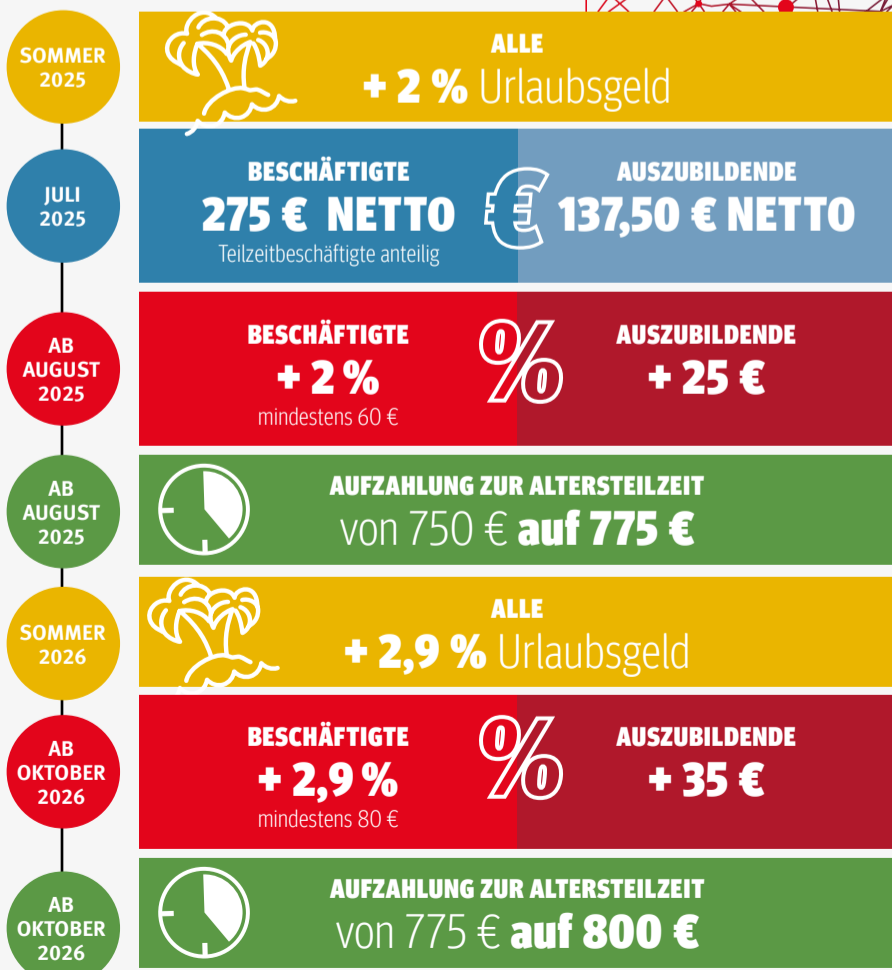 SOMMER
2025
ALLE
+ 2 % Urlaubsgeld
JULI
2025
BESCHÄFTIGTE
275 € NETTO
Teilzeitbeschäftigte anteilig
€
AUSZUBILDENDE
137,50 € NETTO
AB
AUGUST
2025
BESCHÄFTIGTE
+ 2 %
mindestens 60 €
%
AUSZUBILDENDE
+ 25 €
AB
AUGUST
2025
AUFZAHLUNG ZUR ALTERSTEILZEIT
von 750 € auf 775 €
SOMMER
2026
ALLE
+ 2,9 % Urlaubsgeld
AB
OKTOBER
2026
BESCHÄFTIGTE
+ 2,9 %
mindestens 80 €
%
AUSZUBILDENDE
+ 35 €
AB
OKTOBER
2026
AUFZAHLUNG ZUR ALTERSTEILZEIT
von 775 € auf 800 €